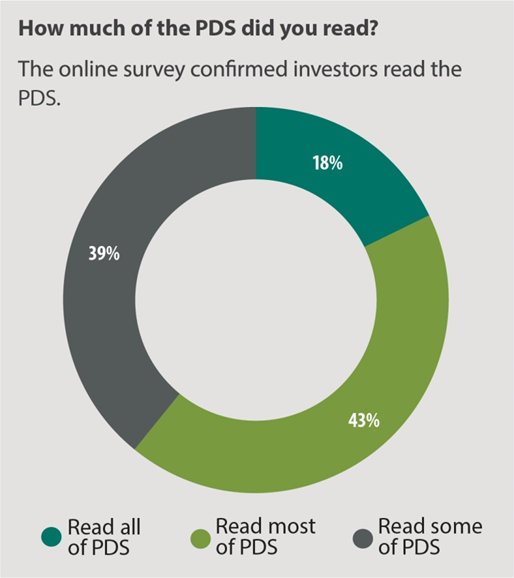 How much of the PDS did you read?
The online survey confirmed investors read the
PDS.
18%
39%
43%
Read all
of PDS
Read most
of PDS
Read some
of PDS